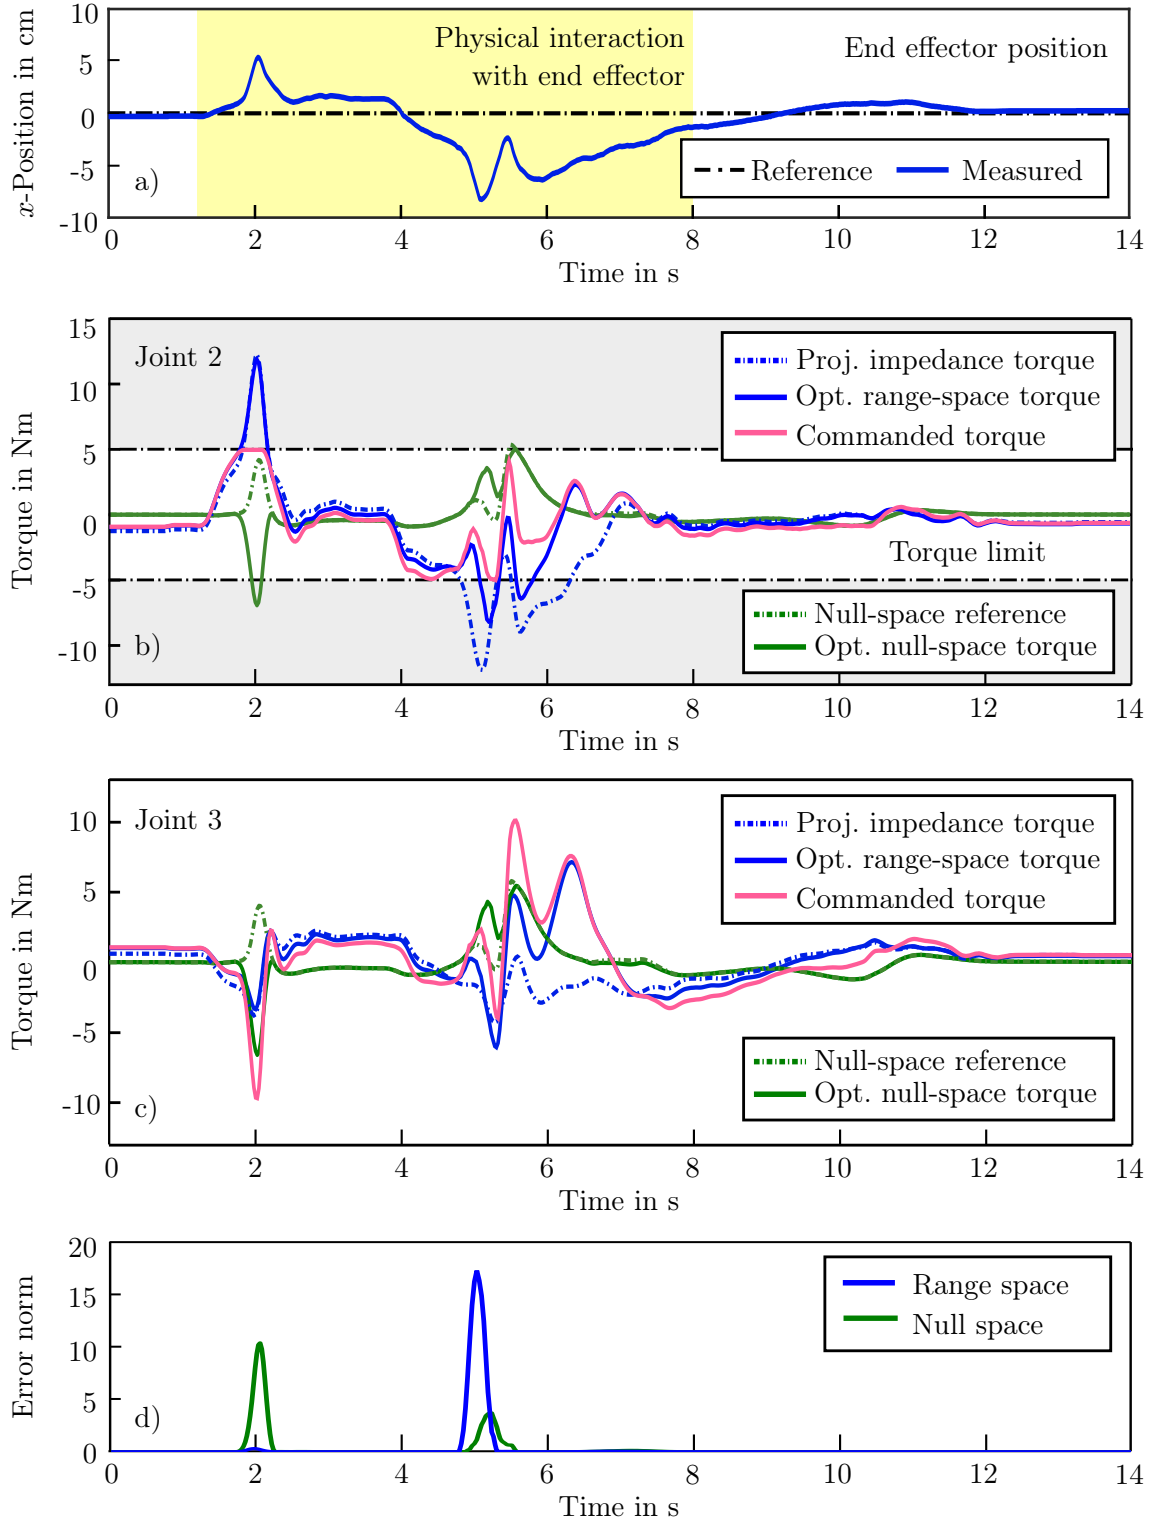 10
5
0
-5
-10
x-Position in cm
Physical interaction
with end effector
End effector position
a)
Reference
Measured
0 2 4 6 8 10 12 14
Time in s
15
10
5
0
-5
-10
Torque in Nm
Joint 2
Proj. impedance torque
Opt. range-space torque
Commanded torque
Torque limit
Null-space reference
Opt. null-space torque
b)
0 2 4 6 8 10 12 14
Time in s
10
5
0
-5
-10
Torque in Nm
Joint 3
Proj. impedance torque
Opt. range-space torque
Commanded torque
Null-space reference
Opt. null-space torque
c)
0 2 4 6 8 10 12 14
Time in s
20
15
10
5
0
Error norm
Range space
Null space
d)
0 2 4 6 8 10 12 14
Time in s